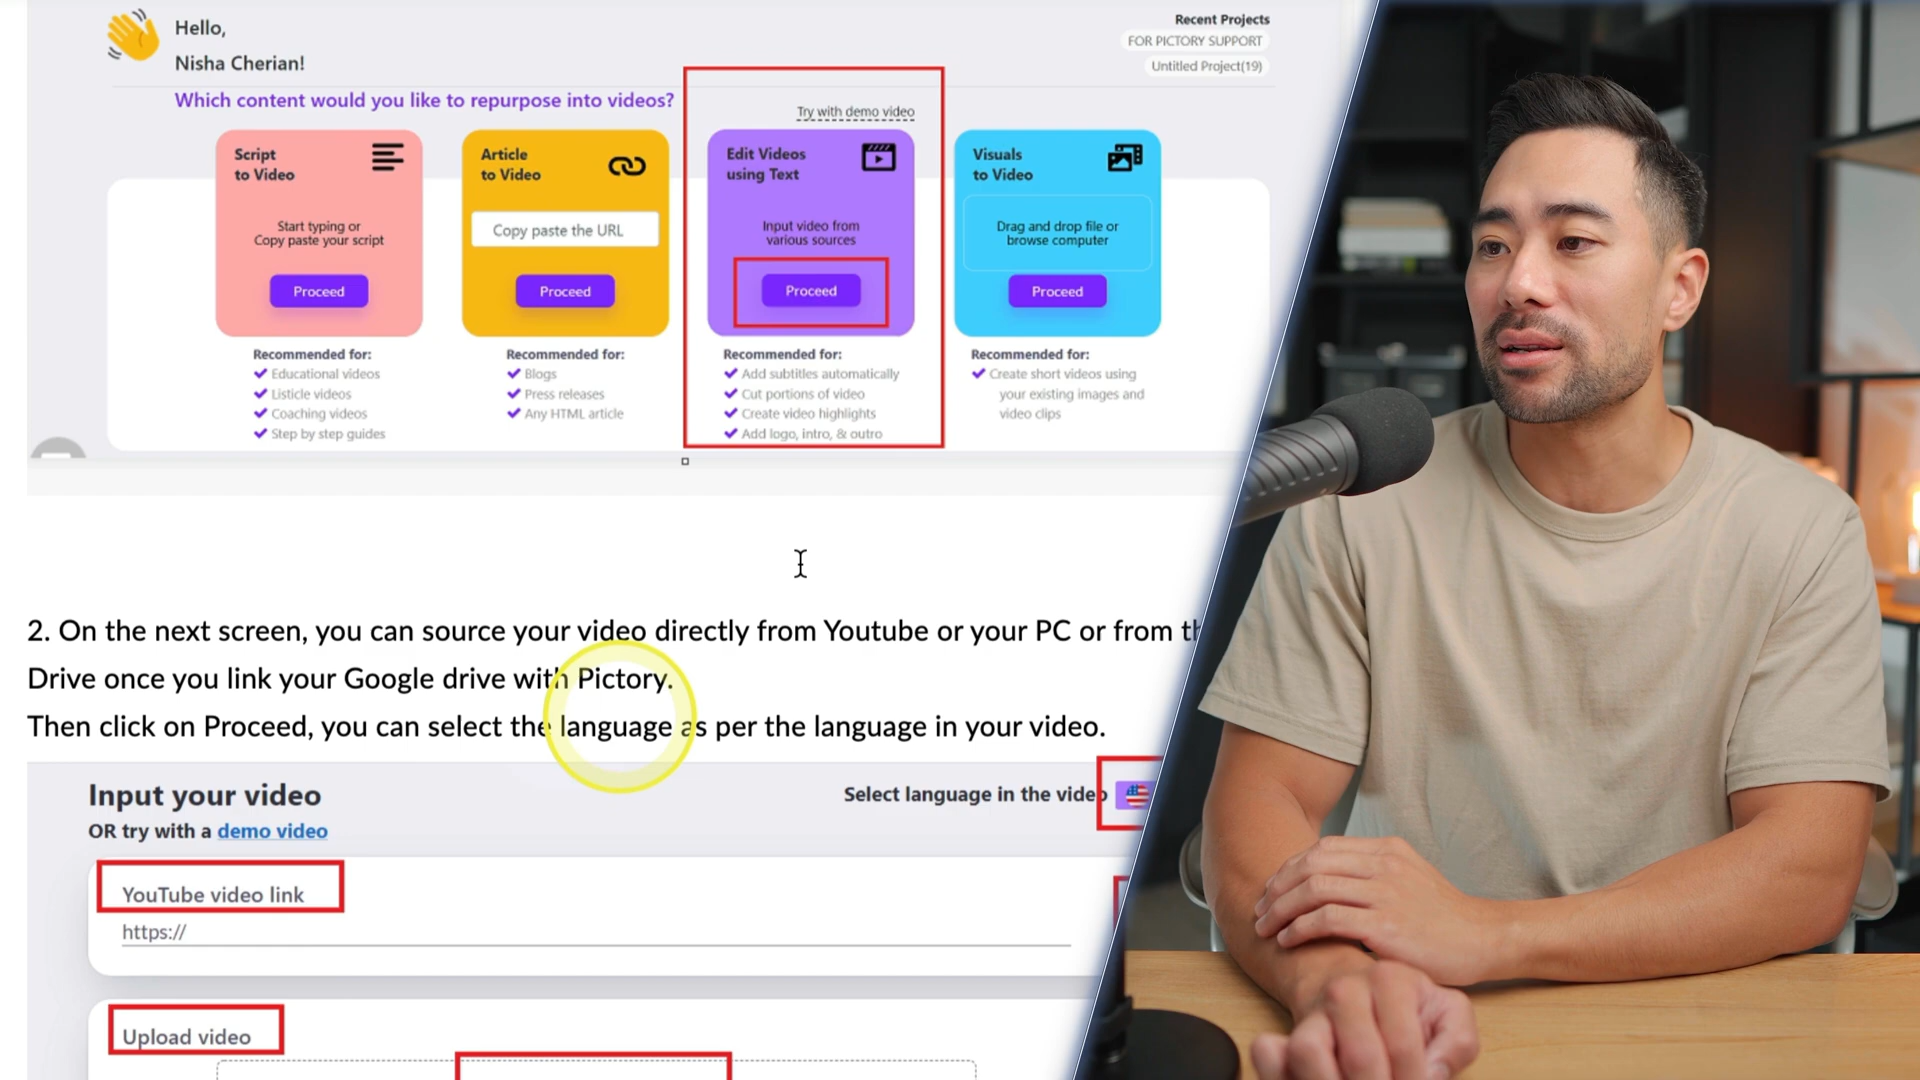 Hello,
Nisha Cherian!
Recent Projects
FOR PICTORY SUPPORT
Untitled Project(19)
Which content would you like to repurpose into videos?
Try with demo video
Script
to Video
Start typing or
Copy paste your script
Proceed
Recommended for:
Educational videos
Listicle videos
Coaching videos
Step by step guides
Article
to Video
Copy paste the URL
Proceed
Recommended for:
Blogs
Press releases
Any HTML article
Edit Videos
using Text
Input video from
various sources
Proceed
Recommended for:
Add subtitles automatically
Cut portions of video
Create video highlights
Add logo, intro, & outro
Visuals
to Video
Drag and drop file or
browse computer
Proceed
Recommended for:
Create short videos using
your existing images and
video clips
2. On the next screen, you can source your video directly from Youtube or your PC or from
Drive once you link your Google drive with Pictory.
Then click on Proceed, you can select the language as per the language in your video.
Input your video
OR try with a demo video
Select language in the video
YouTube video link
https://
Upload video